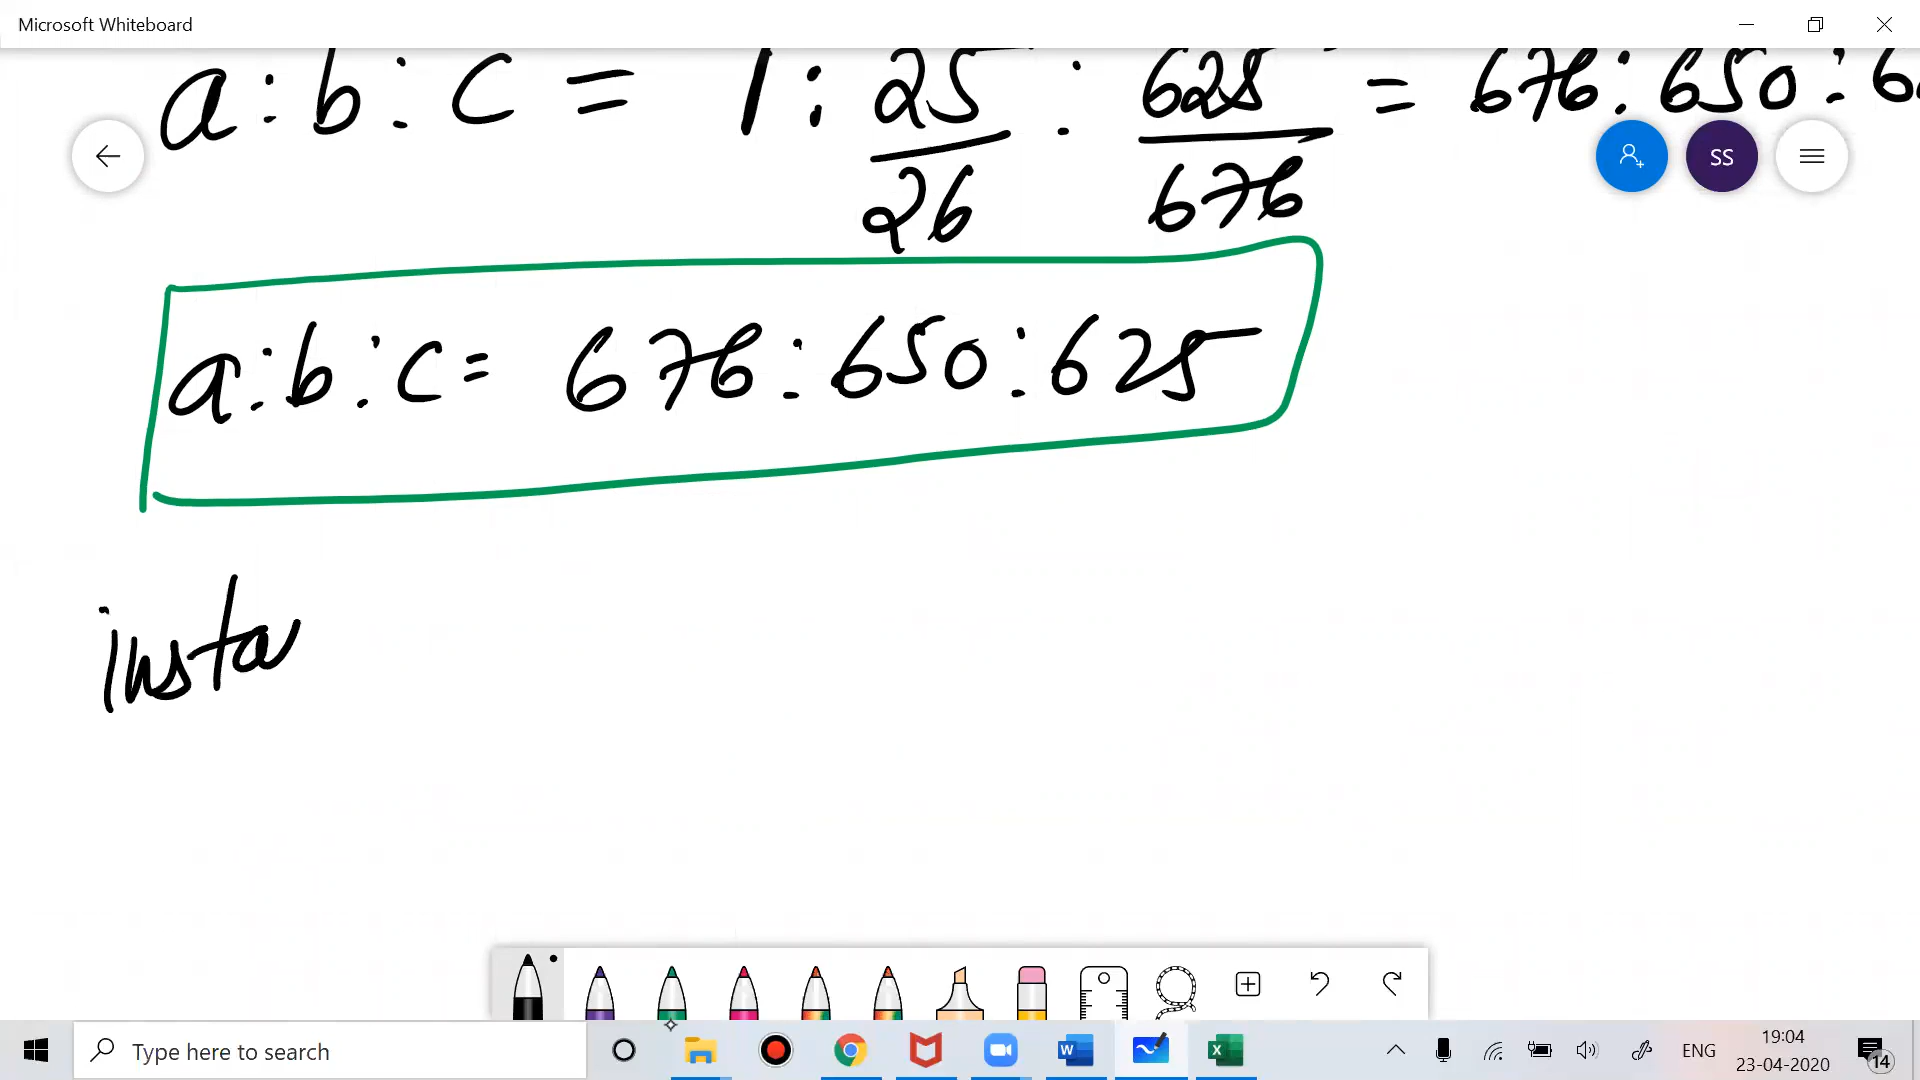 Microsoft Whiteboard
a : b : c = 1 : 25/26 : 625/676 = 676 : 650 : 6
SS
a : b : c = 676 : 650 : 625
insta
Type here to search
ENG
19:04
23-04-2020
14